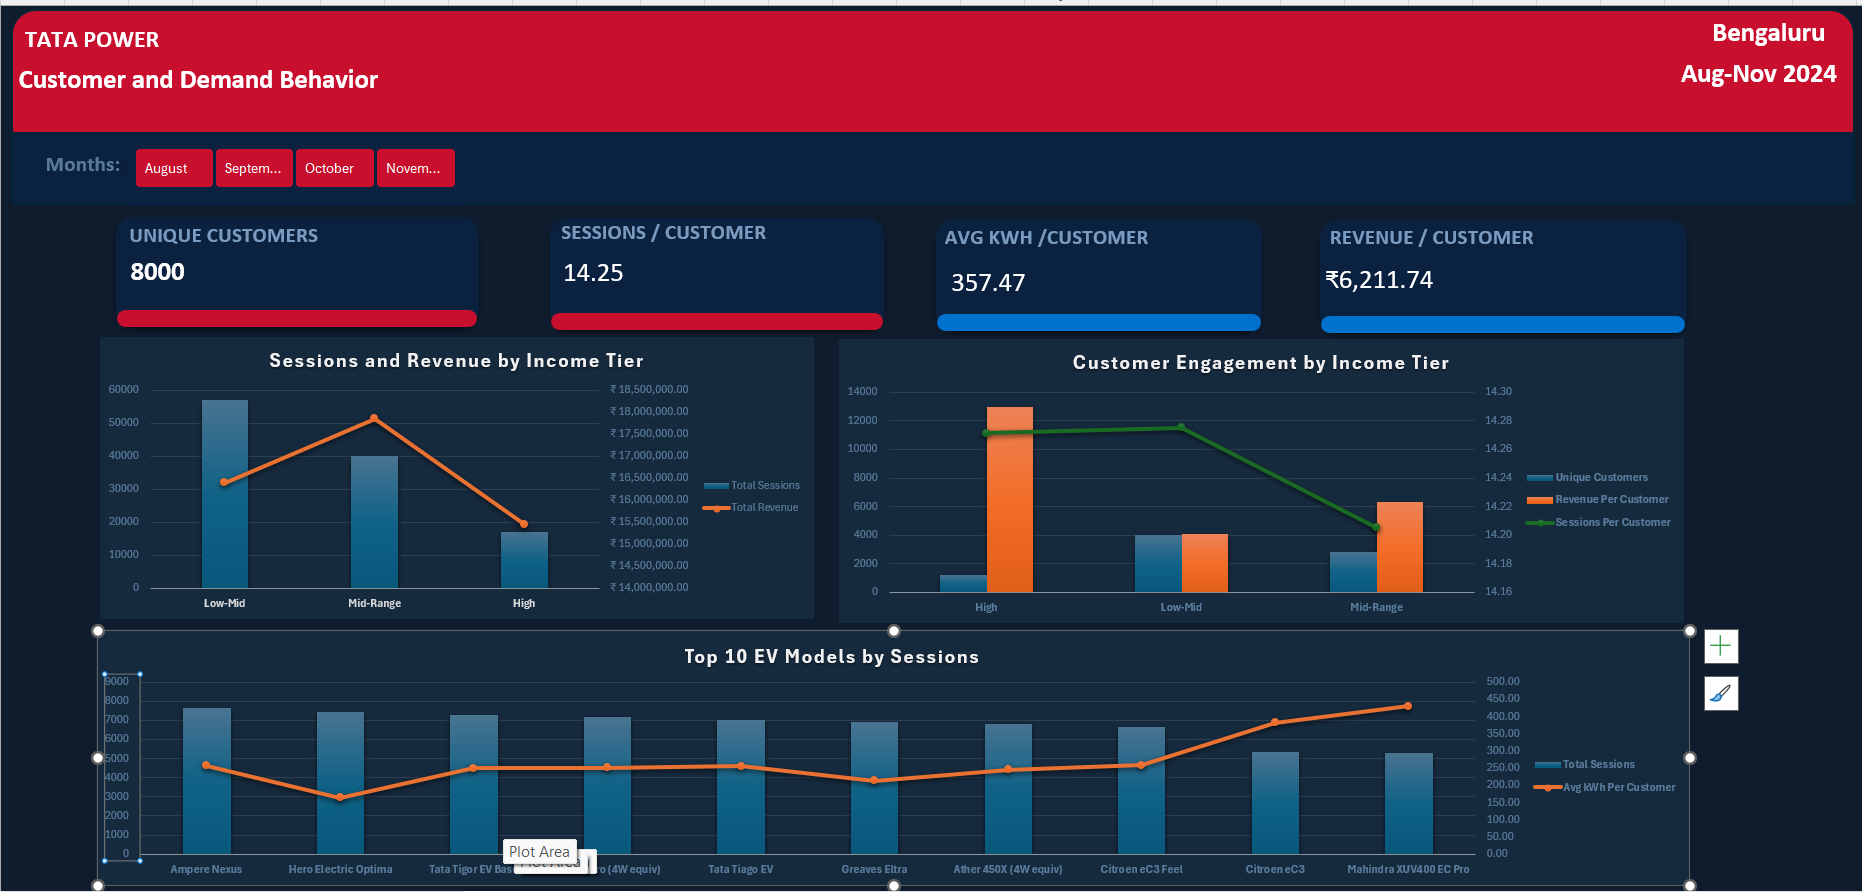 TATA POWER
Customer and Demand Behavior
Bengaluru
Aug-Nov 2024
Months:
August
Septem...
October
Novem...
UNIQUE CUSTOMERS
8000
SESSIONS / CUSTOMER
14.25
AVG KWH /CUSTOMER
357.47
REVENUE / CUSTOMER
₹6,211.74
Sessions and Revenue by Income Tier
60000
50000
40000
30000
20000
10000
0
₹ 18,500,000.00
₹ 18,000,000.00
₹ 17,500,000.00
₹ 17,000,000.00
₹ 16,500,000.00
₹ 16,000,000.00
₹ 15,500,000.00
₹ 15,000,000.00
₹ 14,500,000.00
₹ 14,000,000.00
Low-Mid
Mid-Range
High
Total Sessions
Total Revenue
Customer Engagement by Income Tier
14000
12000
10000
8000
6000
4000
2000
0
14.30
14.28
14.26
14.24
14.22
14.20
14.18
14.16
High
Low-Mid
Mid-Range
Unique Customers
Revenue Per Customer
Sessions Per Customer
Top 10 EV Models by Sessions
9000
8000
7000
6000
5000
4000
3000
2000
1000
0
500.00
450.00
400.00
350.00
300.00
250.00
200.00
150.00
100.00
50.00
0.00
Ampere Nexus
Hero Electric Optima
Tata Tigor EV Bas
ro (4W equiv)
Tata Tiago EV
Greaves Eltra
Ather 450X (4W equiv)
Citroen eC3 Feel
Citroen eC3
Mahindra XUV400 EC Pro
Total Sessions
Avg kWh Per Customer
Plot Area